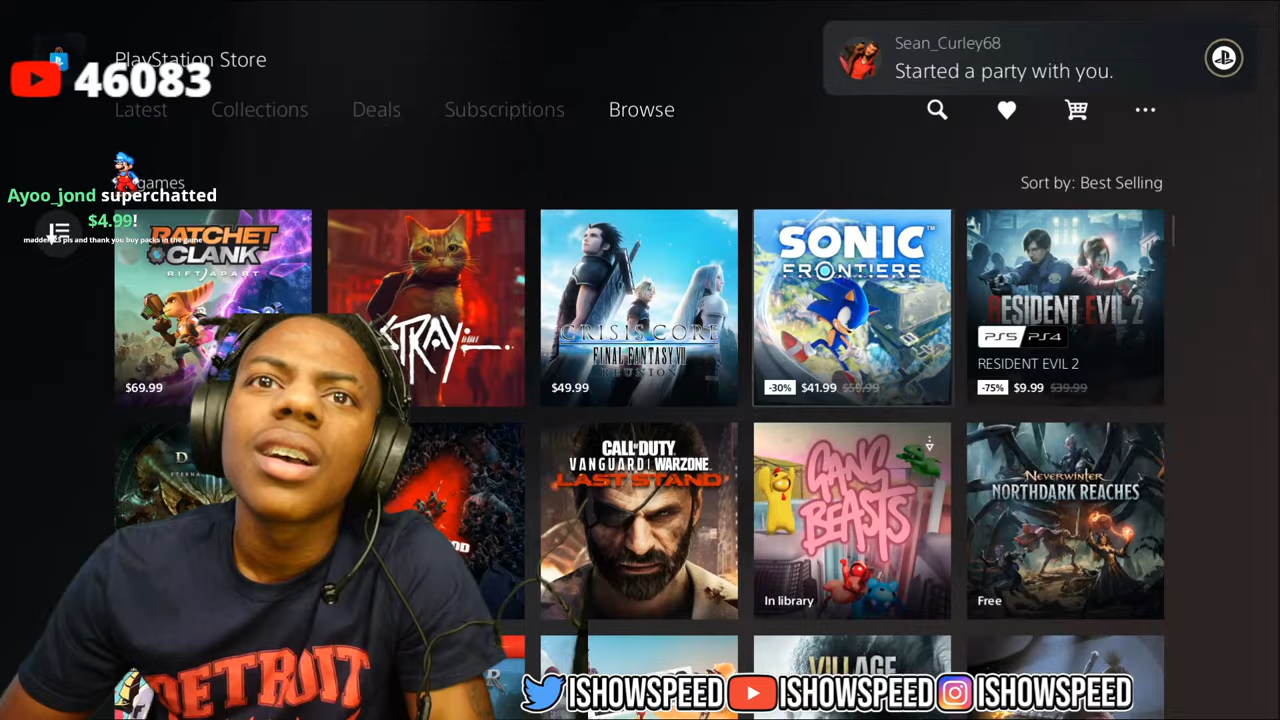 PlayStation Store
46083
Sean_Curley68
Started a party with you.
Latest
Collections
Deals
Subscriptions
Browse
games
Sort by: Best Selling
Ayoo_jond superchatted
$4.99!
RATCHET
CLANK
RIFT APART
$69.99
STRAY
CRISIS CORE
FINAL FANTASY VII
REUNION
$49.99
SONIC
FRONTIERS
-30% $41.99 $59.99
RESIDENT EVIL 2
PS5 PS4
RESIDENT EVIL 2
-75% $9.99 $39.99
CALL OF DUTY
VANGUARD | WARZONE
LAST STAND
GANG
BEASTS
In library
NEVERWINTER
NORTHDARK REACHES
Free
VILLAGE
DETROIT
ISHOWSPEED
ISHOWSPEED
ISHOWSPEED